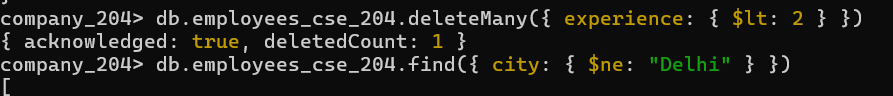 company_204> db.employees_cse_204.deleteMany({ experience: { $lt: 2 } })
{ acknowledged: true, deletedCount: 1 }
company_204> db.employees_cse_204.find({ city: { $ne: "Delhi" } })
[